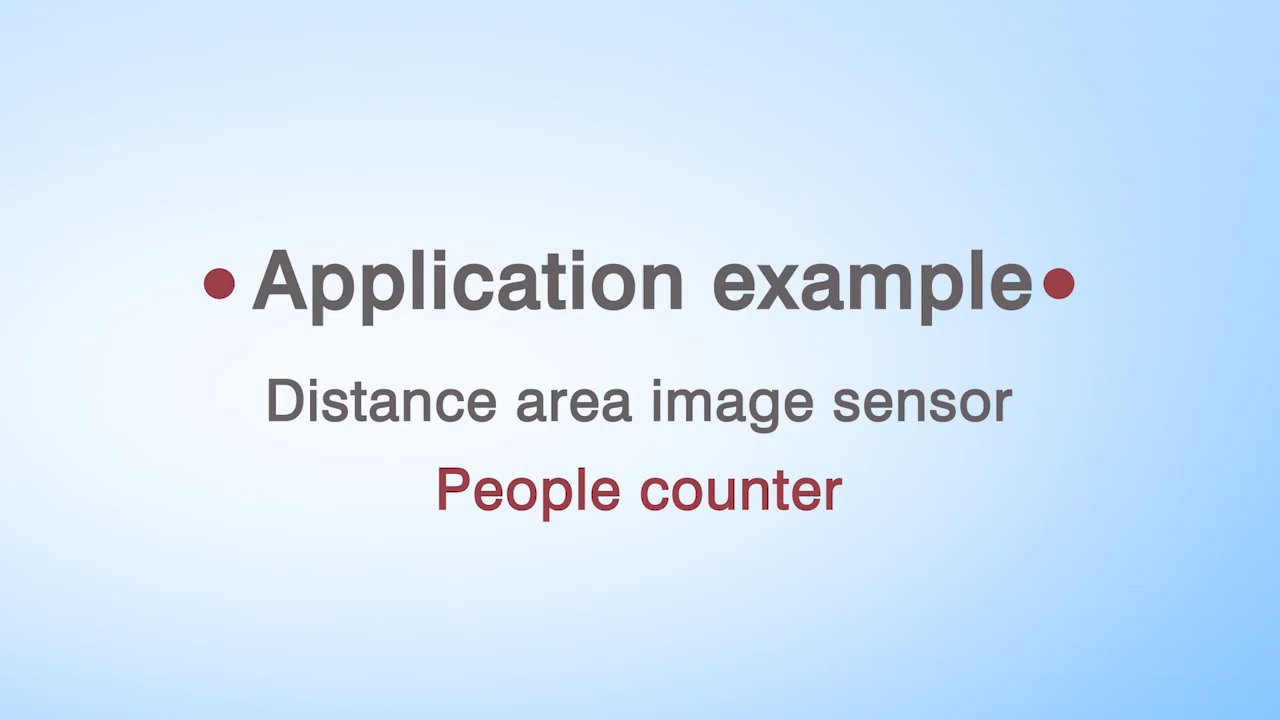 • Application example •
Distance area image sensor
People counter